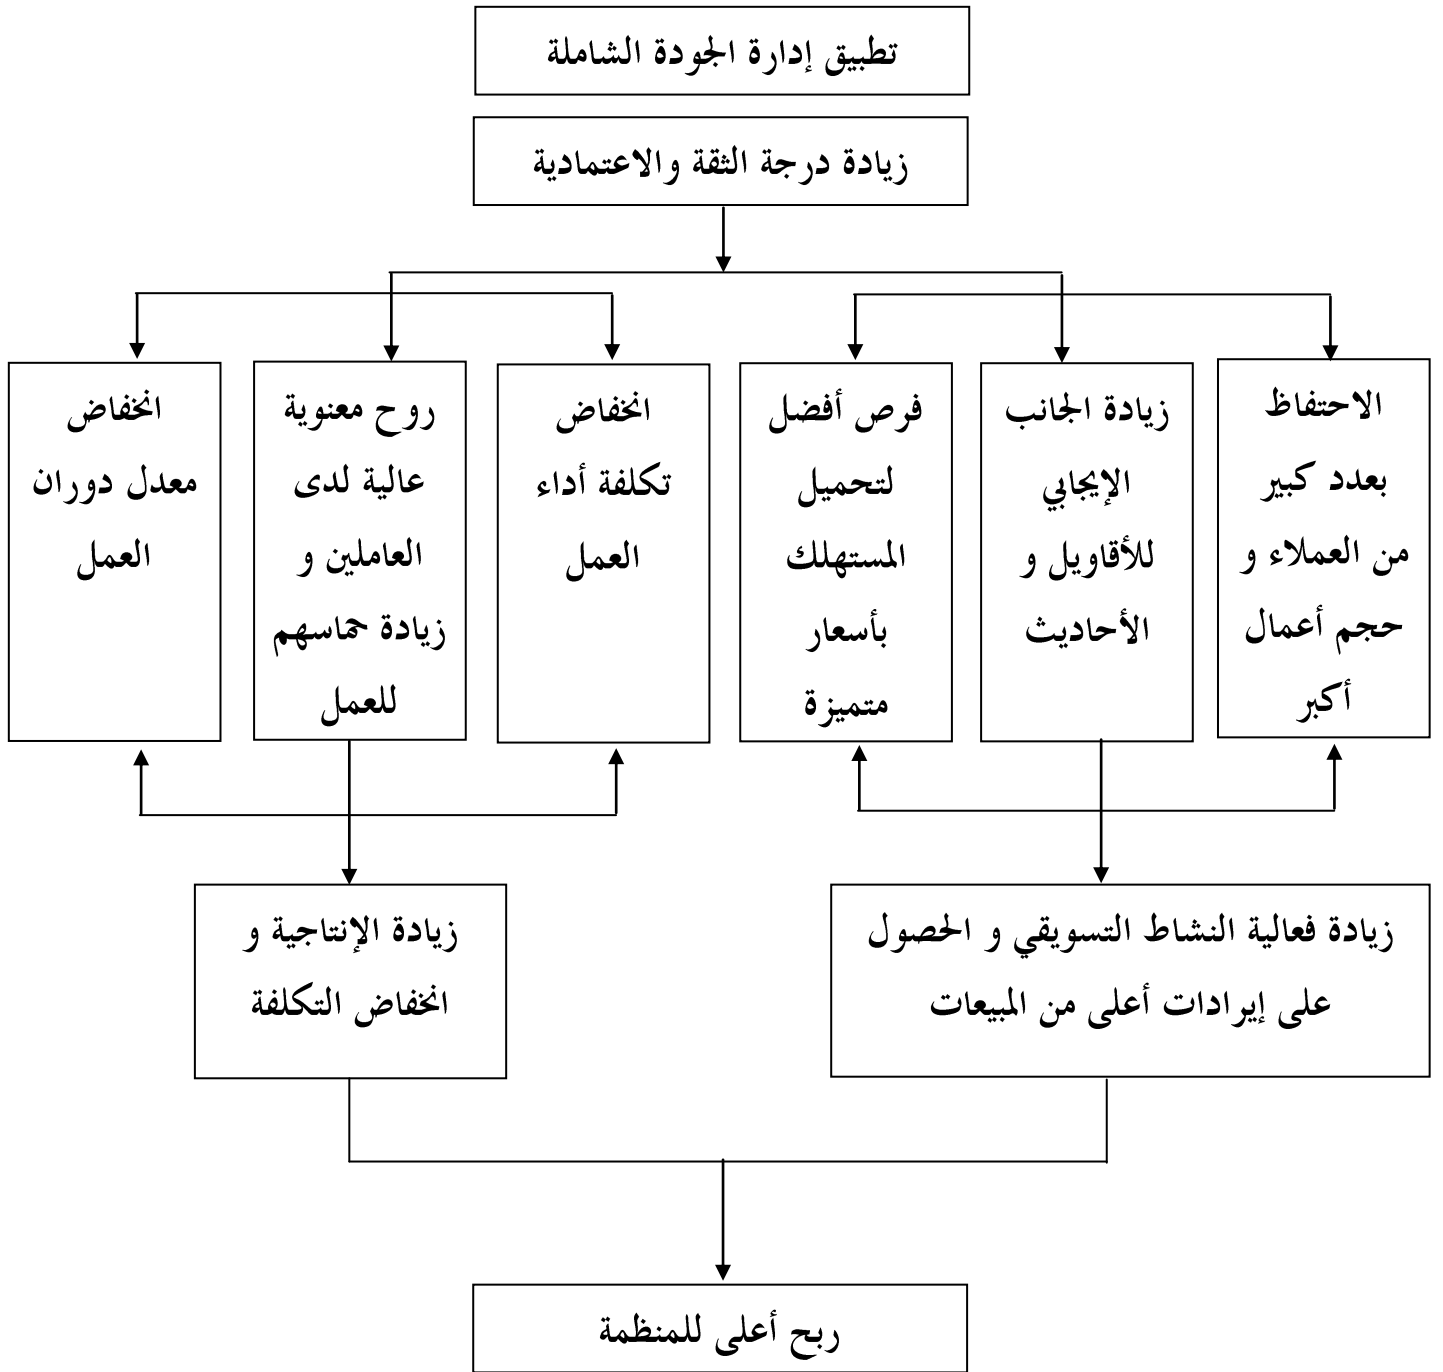 تطبيق إدارة الجودة الشاملة
زيادة درجة الثقة والاعتمادية
الاحتفاظ
بعدد كبير
من العملاء و
حجم أعمال
أكبر
زيادة الجانب
الإيجابي
للأقاويل و
الأحاديث
فرص أفضل
لتحميل
المستهلك
بأسعار
متميزة
انخفاض
تكلفة أداء
العمل
روح معنوية
عالية لدى
العاملين و
زيادة حماسهم
للعمل
انخفاض
معدل دوران
العمل
زيادة فعالية النشاط التسويقي و الحصول
على إيرادات أعلى من المبيعات
زيادة الإنتاجية و
انخفاض التكلفة
ربح أعلى للمنظمة